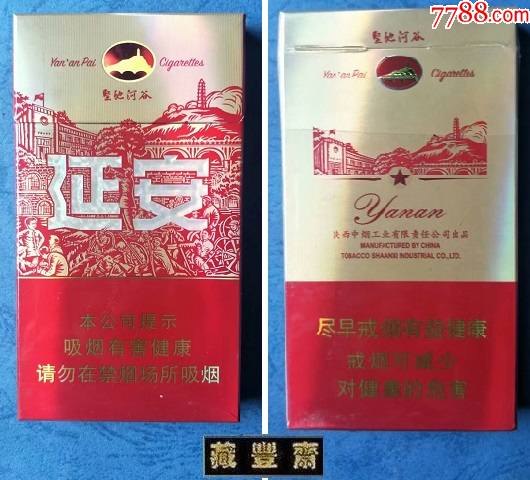 7788.com
Yan'an Pai Cigarettes
聖地河谷
延安
本公司提示
吸烟有害健康
请勿在禁烟场所吸烟
聖地河谷
Yan'an Pai Cigarettes
Yanan
陕西中烟工业有限责任公司出品
MANUFACTURED BY CHINA
TOBACCO SHAANXI INDUSTRIAL CO.,LTD.
尽早戒烟有益健康
戒烟可减少
对健康的危害
藏豐齋